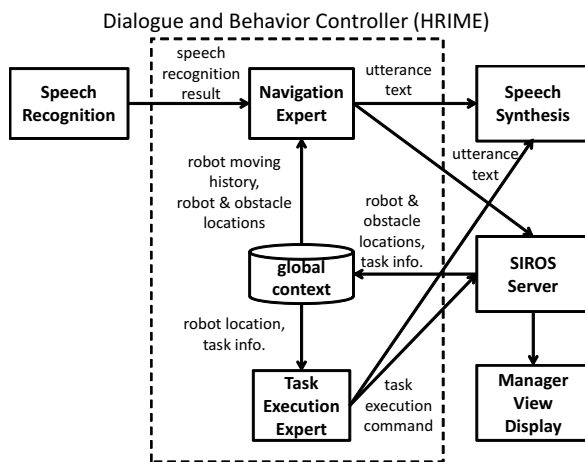 Dialogue and Behavior Controller (HRIME)
speech
recognition
result
utterance
text
Speech
Recognition
Navigation
Expert
Speech
Synthesis
utterance
text
robot moving
history,
robot & obstacle
locations
robot &
obstacle
locations,
task info.
global
context
SIROS
Server
robot location,
task info.
Task
Execution
Expert
task
execution
command
Manager
View
Display